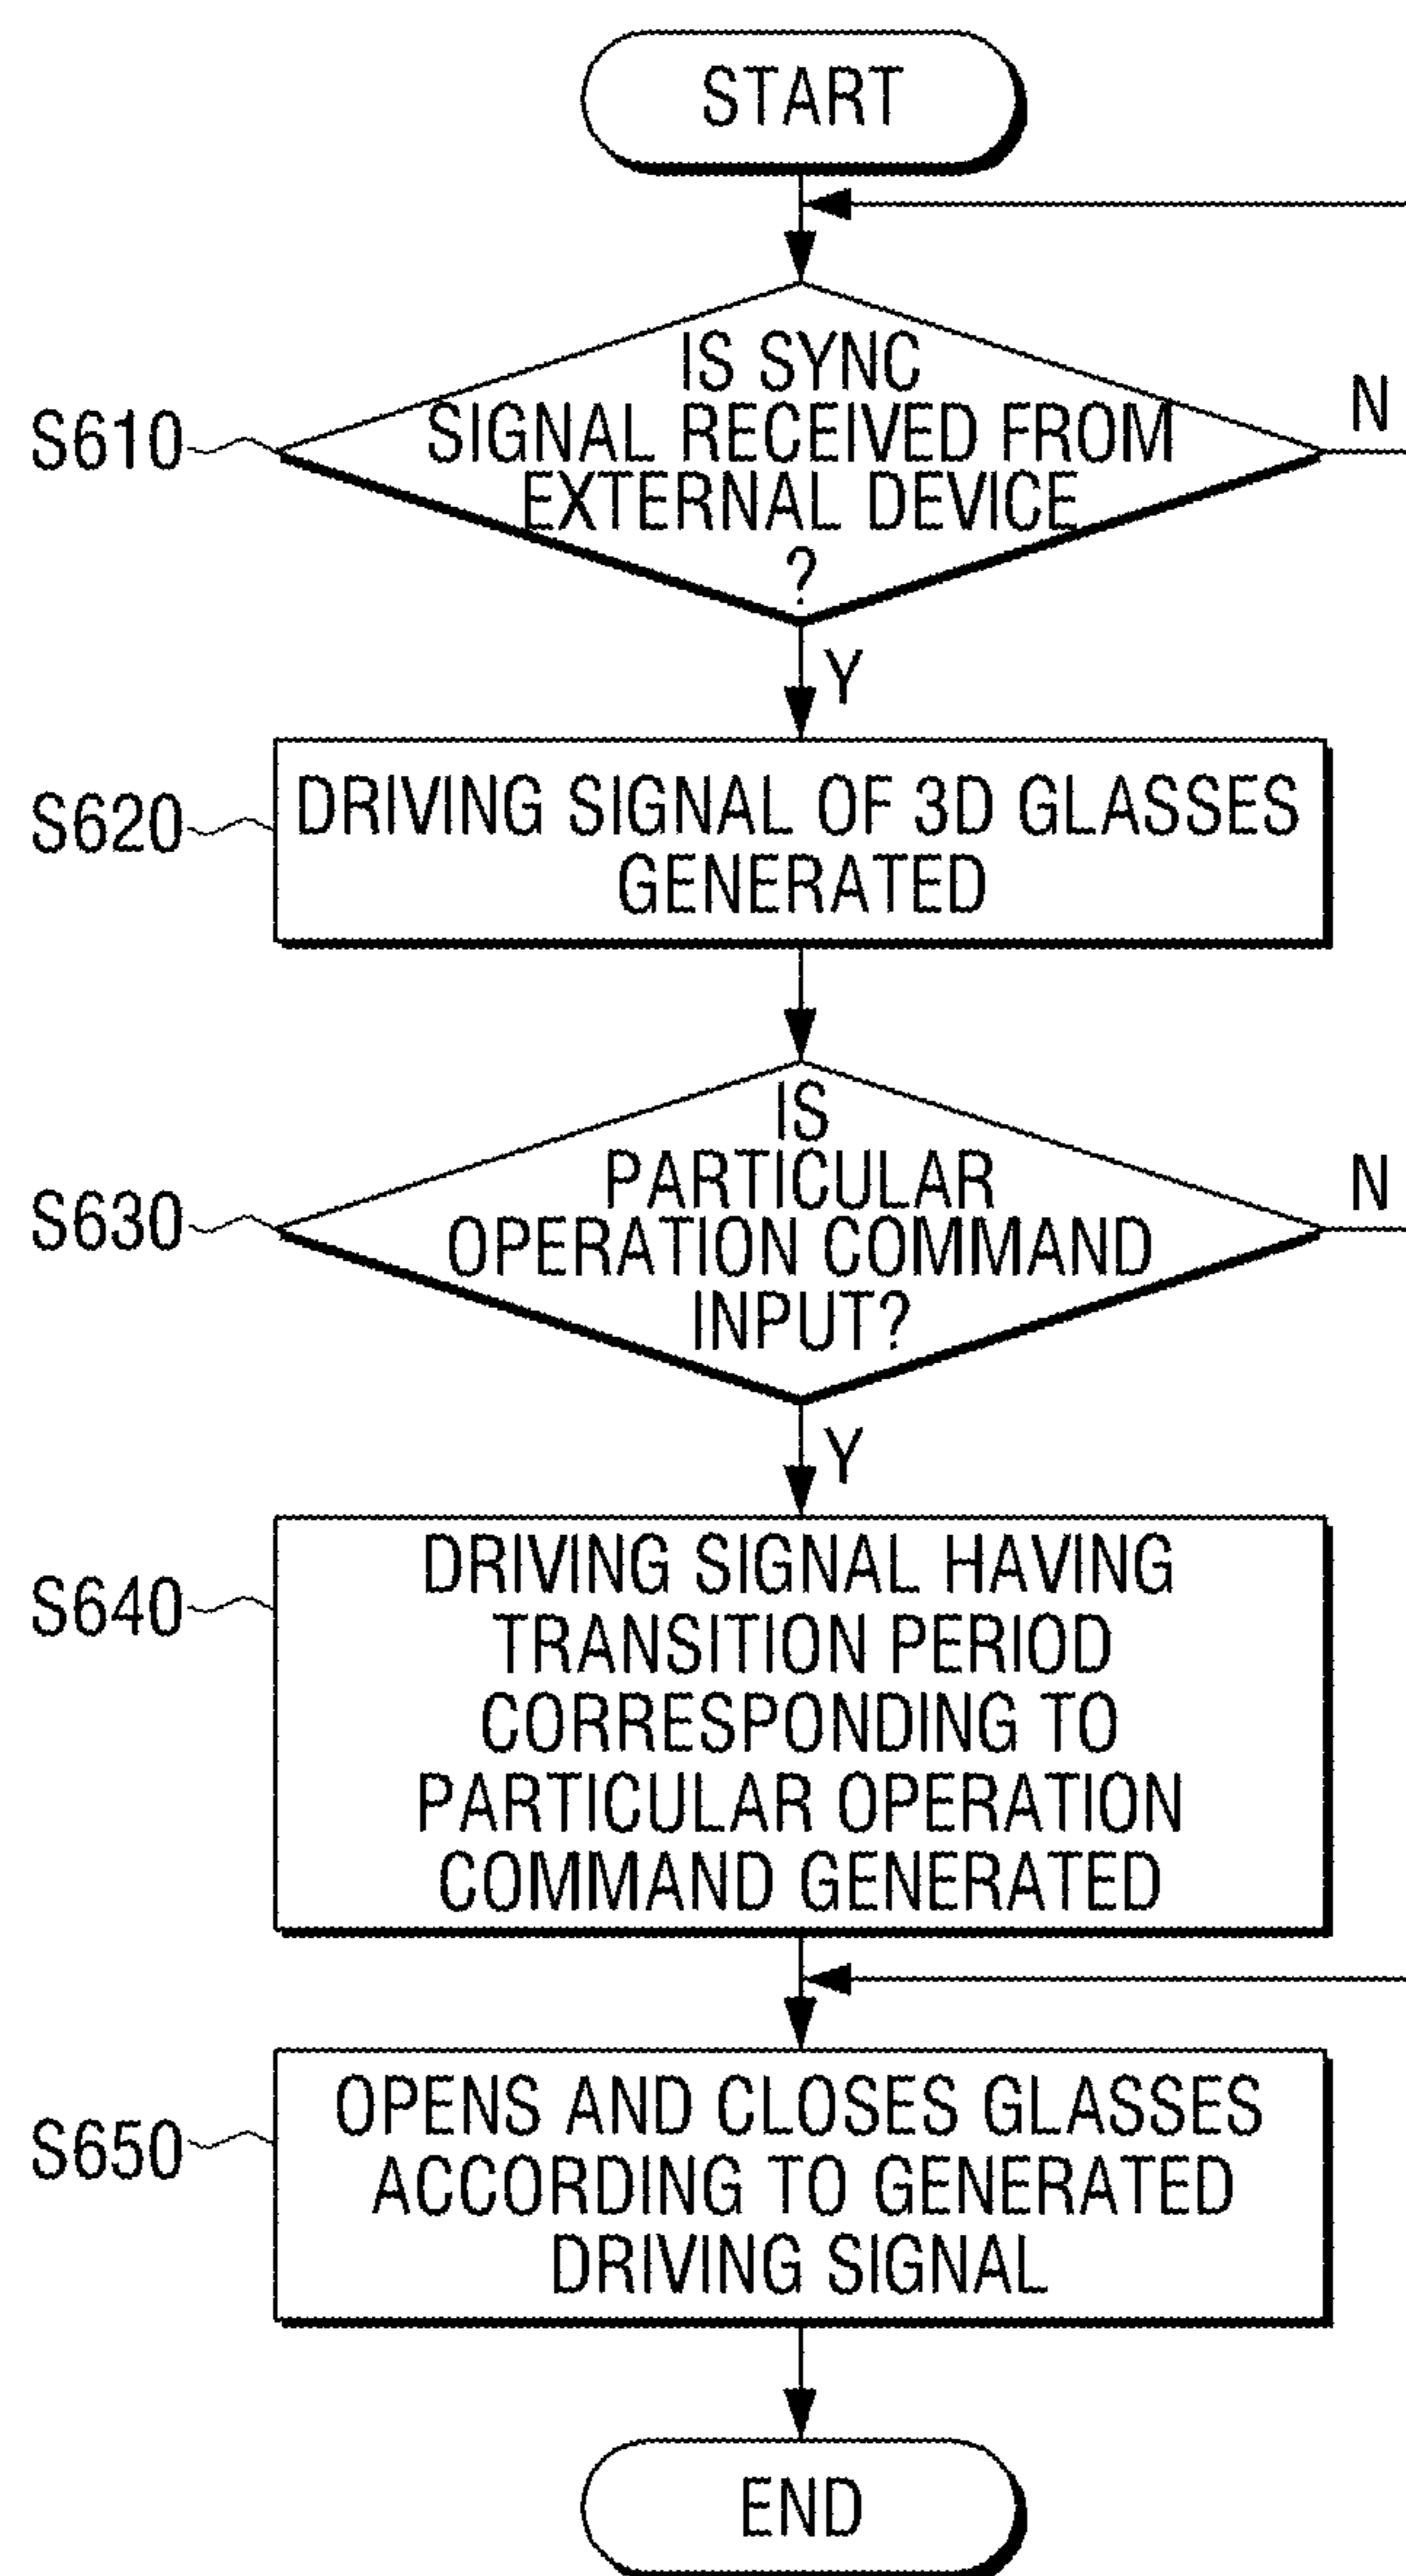 START
IS SYNC
SIGNAL RECEIVED FROM
EXTERNAL DEVICE
?
N
S610
Y
S620
DRIVING SIGNAL OF 3D GLASSES
GENERATED
IS
PARTICULAR
OPERATION COMMAND
INPUT?
N
S630
Y
S640
DRIVING SIGNAL HAVING
TRANSITION PERIOD
CORRESPONDING TO
PARTICULAR OPERATION
COMMAND GENERATED
S650
OPENS AND CLOSES GLASSES
ACCORDING TO GENERATED
DRIVING SIGNAL
END